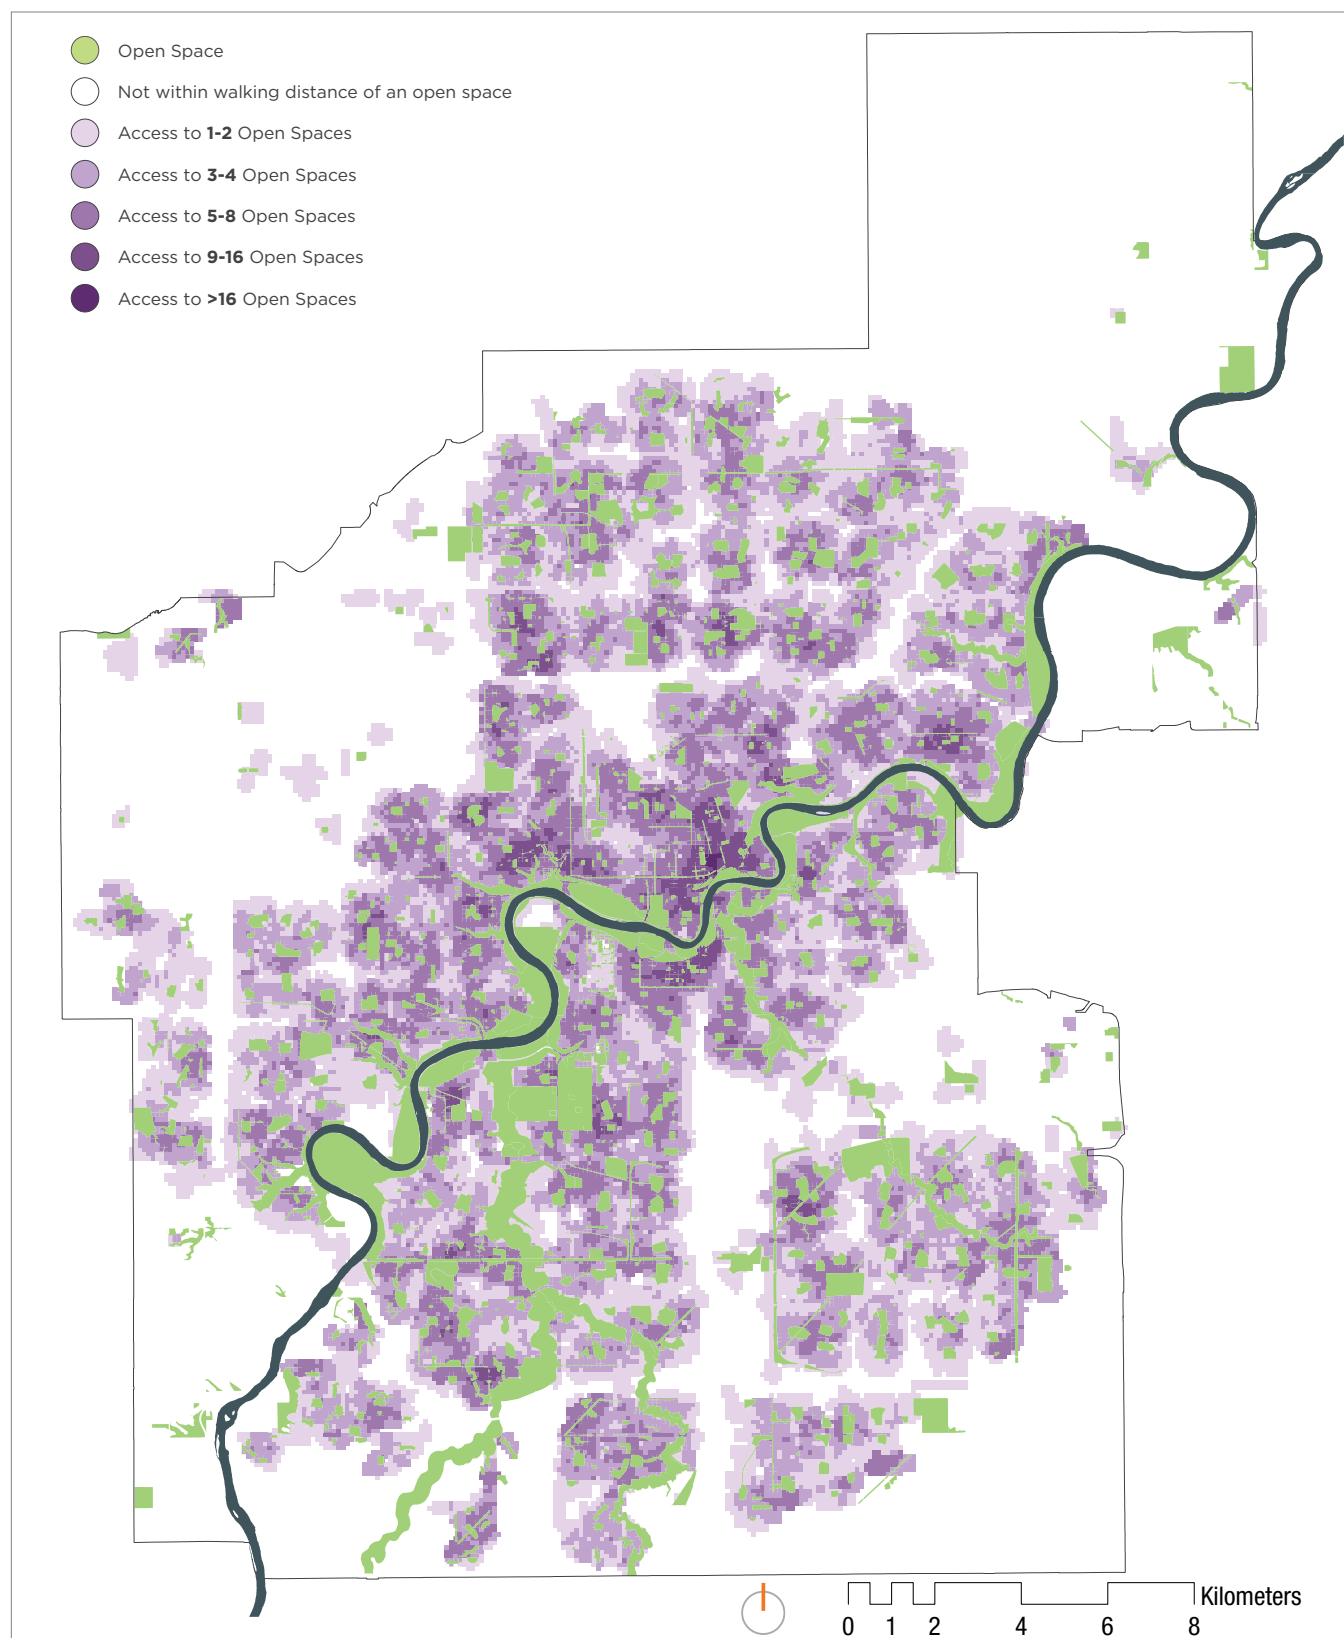 Open Space
Not within walking distance of an open space
Access to 1-2 Open Spaces
Access to 3-4 Open Spaces
Access to 5-8 Open Spaces
Access to 9-16 Open Spaces
Access to >16 Open Spaces
Kilometers
0 1 2 4 6 8